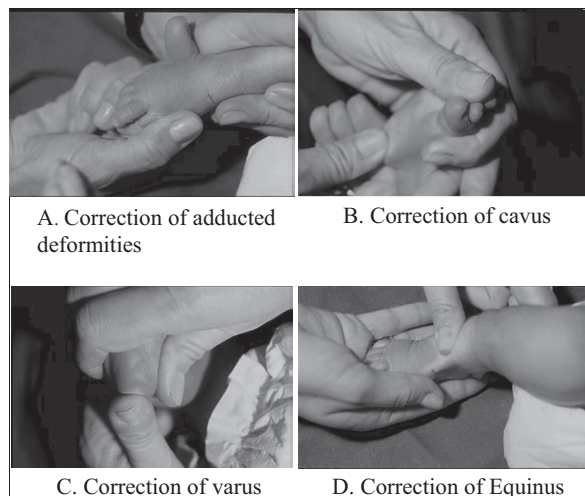 A. Correction of adducted
deformities
B. Correction of cavus
C. Correction of varus
D. Correction of Equinus